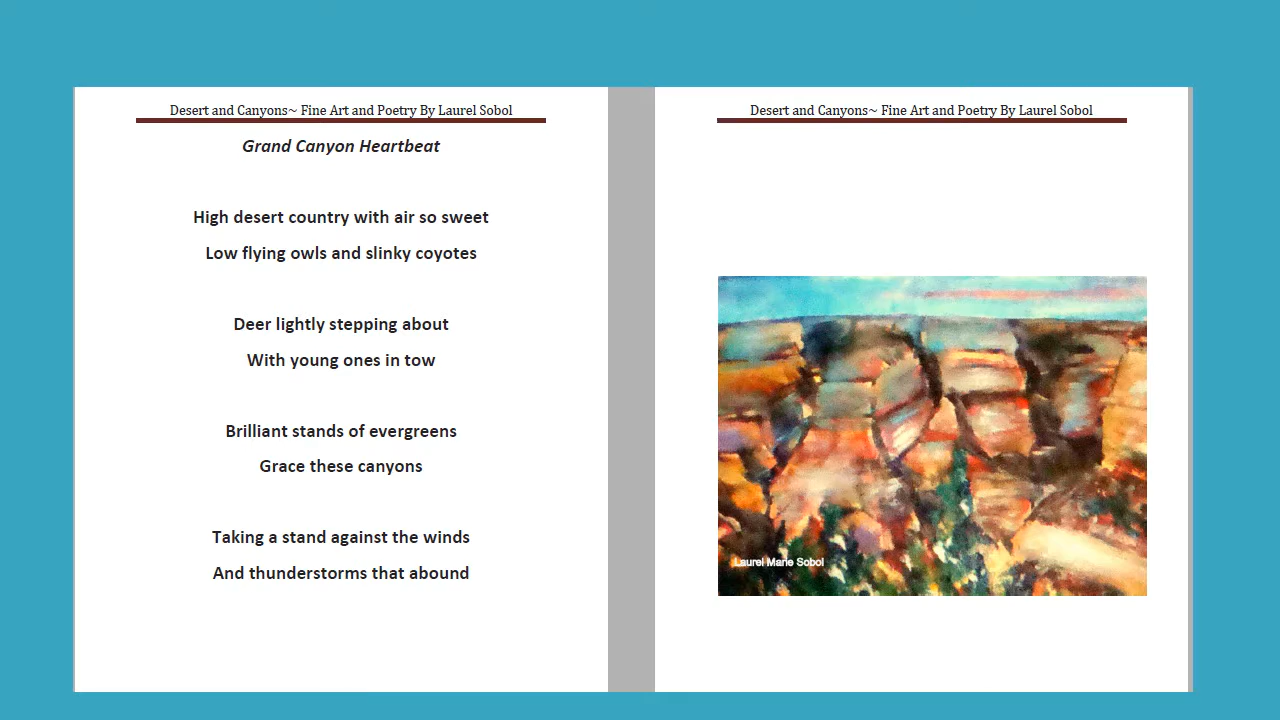 Desert and Canyons~ Fine Art and Poetry By Laurel Sobol
Grand Canyon Heartbeat
High desert country with air so sweet
Low flying owls and slinky coyotes
Deer lightly stepping about
With young ones in tow
Brilliant stands of evergreens
Grace these canyons
Taking a stand against the winds
And thunderstorms that abound
Desert and Canyons~ Fine Art and Poetry By Laurel Sobol
Laurel Marie Sobol